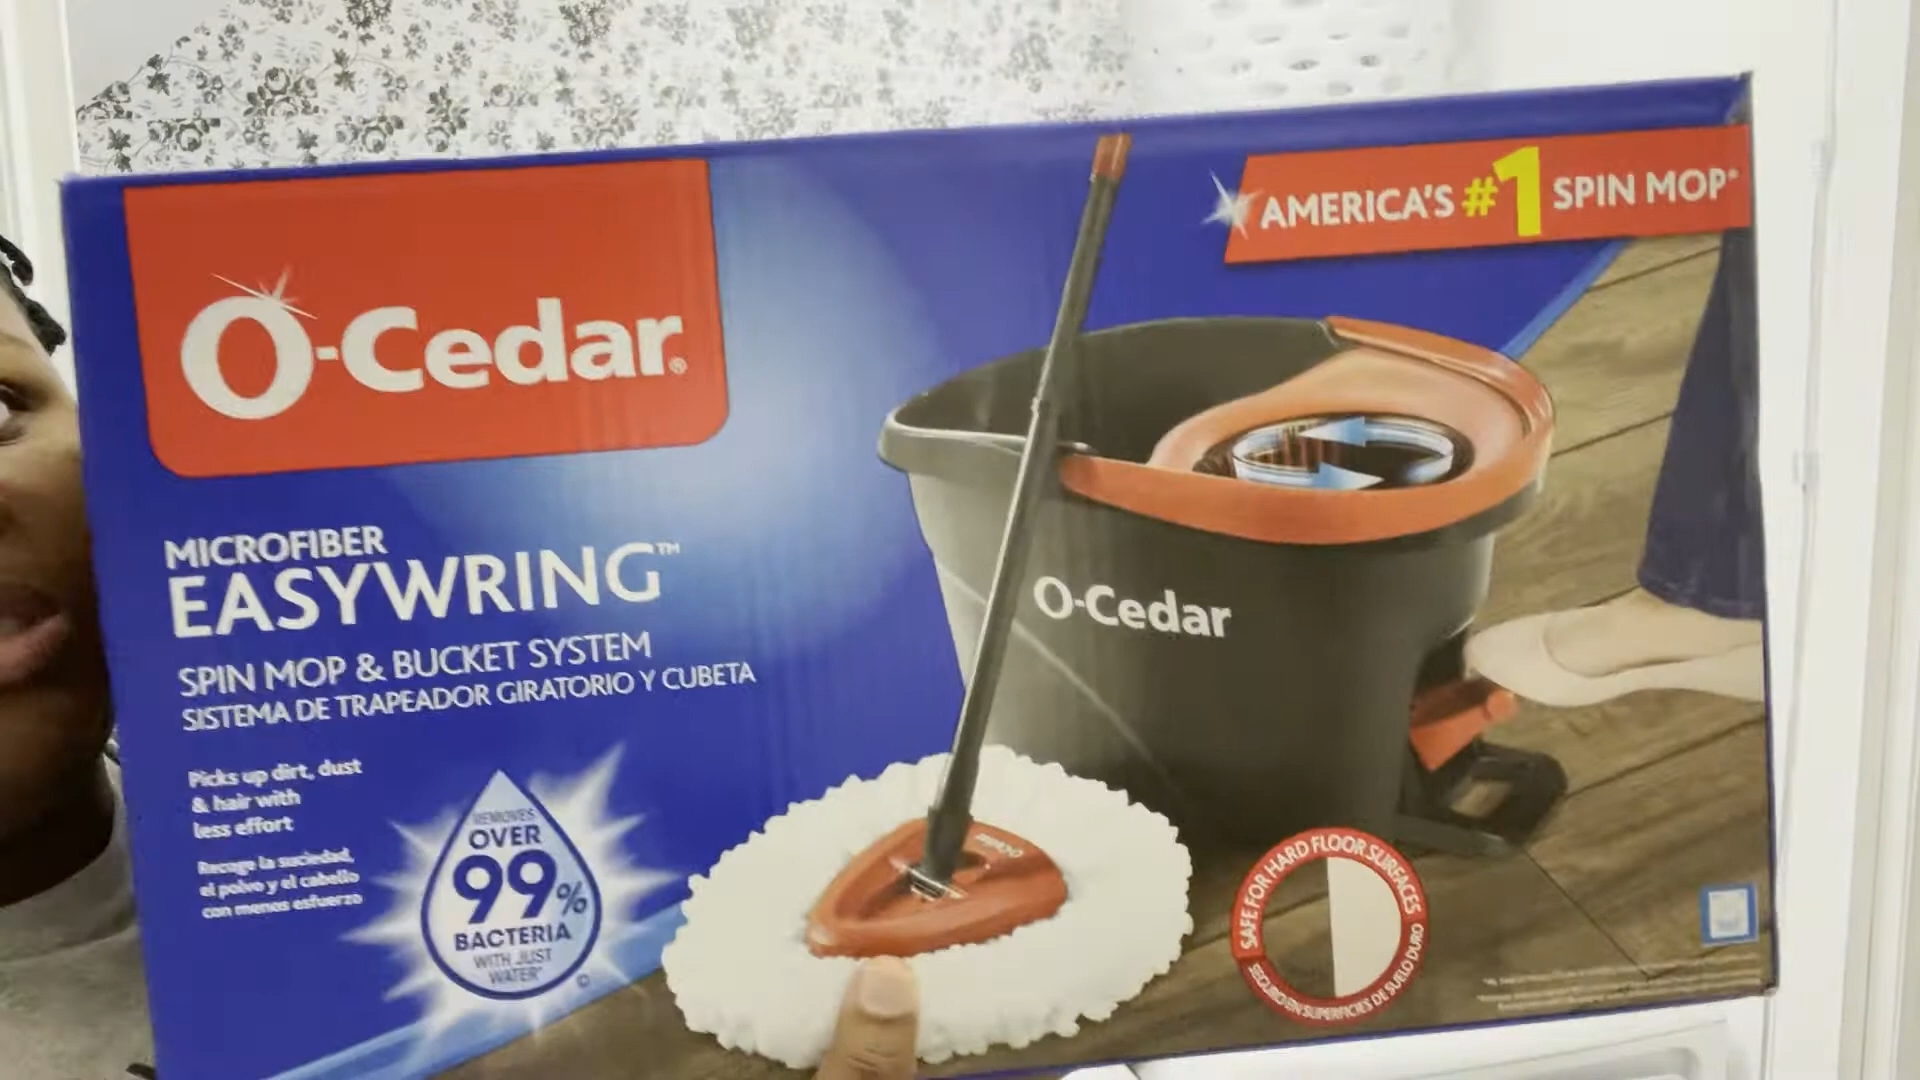 AMERICA'S #1 SPIN MOP*
O-Cedar®
MICROFIBER
EASYWRING™
SPIN MOP & BUCKET SYSTEM
SISTEMA DE TRAPEADOR GIRATORIO Y CUBETA
Picks up dirt, dust
& hair with
less effort
Recoge la suciedad,
el polvo y el cabello
con menos esfuerzo
REMOVES
OVER
99%
BACTERIA
WITH JUST
WATER*
O-Cedar
O-Cedar
SAFE FOR HARD FLOOR SURFACES
SEGURO EN SUPERFICIES DE SUELO DURO